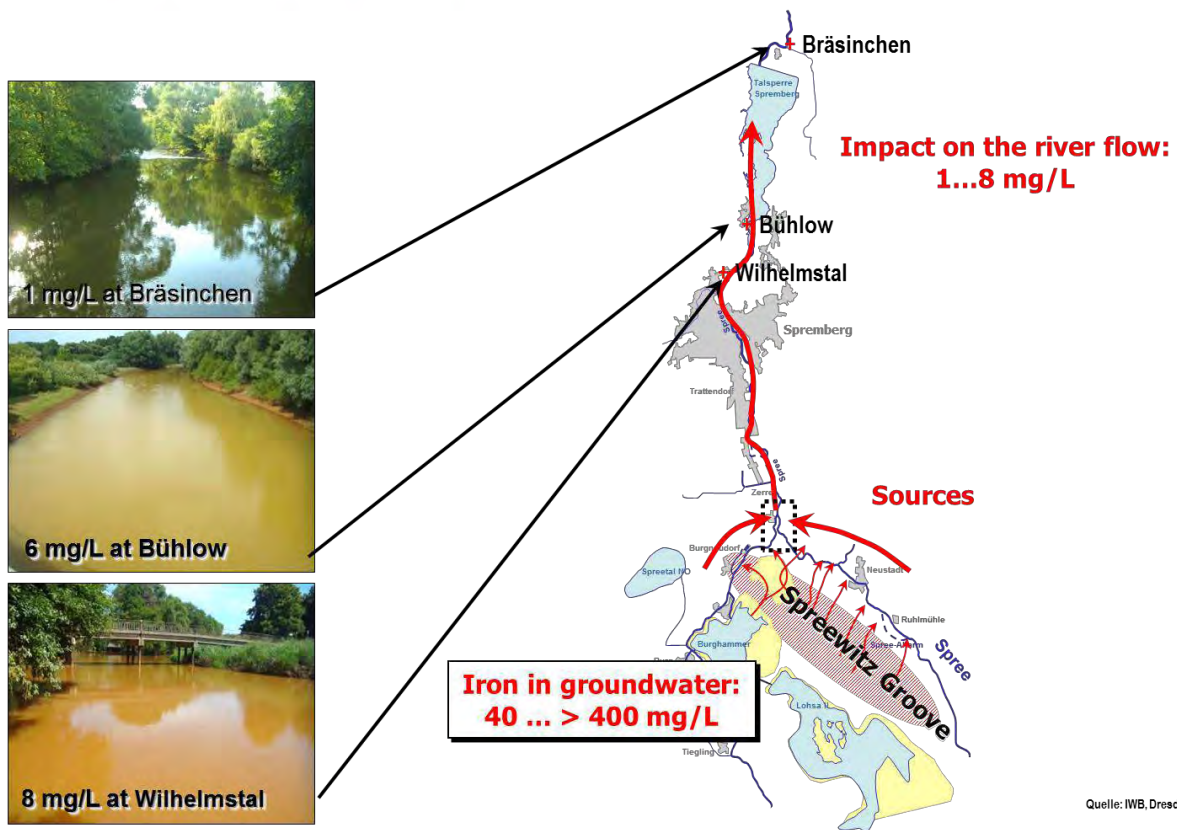 Bräsinchen
Talsperre
Spremberg
1 mg/L at Bräsinchen
Impact on the river flow:
1...8 mg/L
Bühlow
Wilhelmstal
Spree
Spremberg
Trattendorf
6 mg/L at Bühlow
Spree
Zerre
Sources
Burgneudorf
Neustadt
Spreetal NO
Spreewitz Groove
Ruhlmühle
Spree
Burghammer
Iron in groundwater:
40 ... > 400 mg/L
Lohsa II
Tiegling
8 mg/L at Wilhelmstal
Quelle: IWB, Dresd